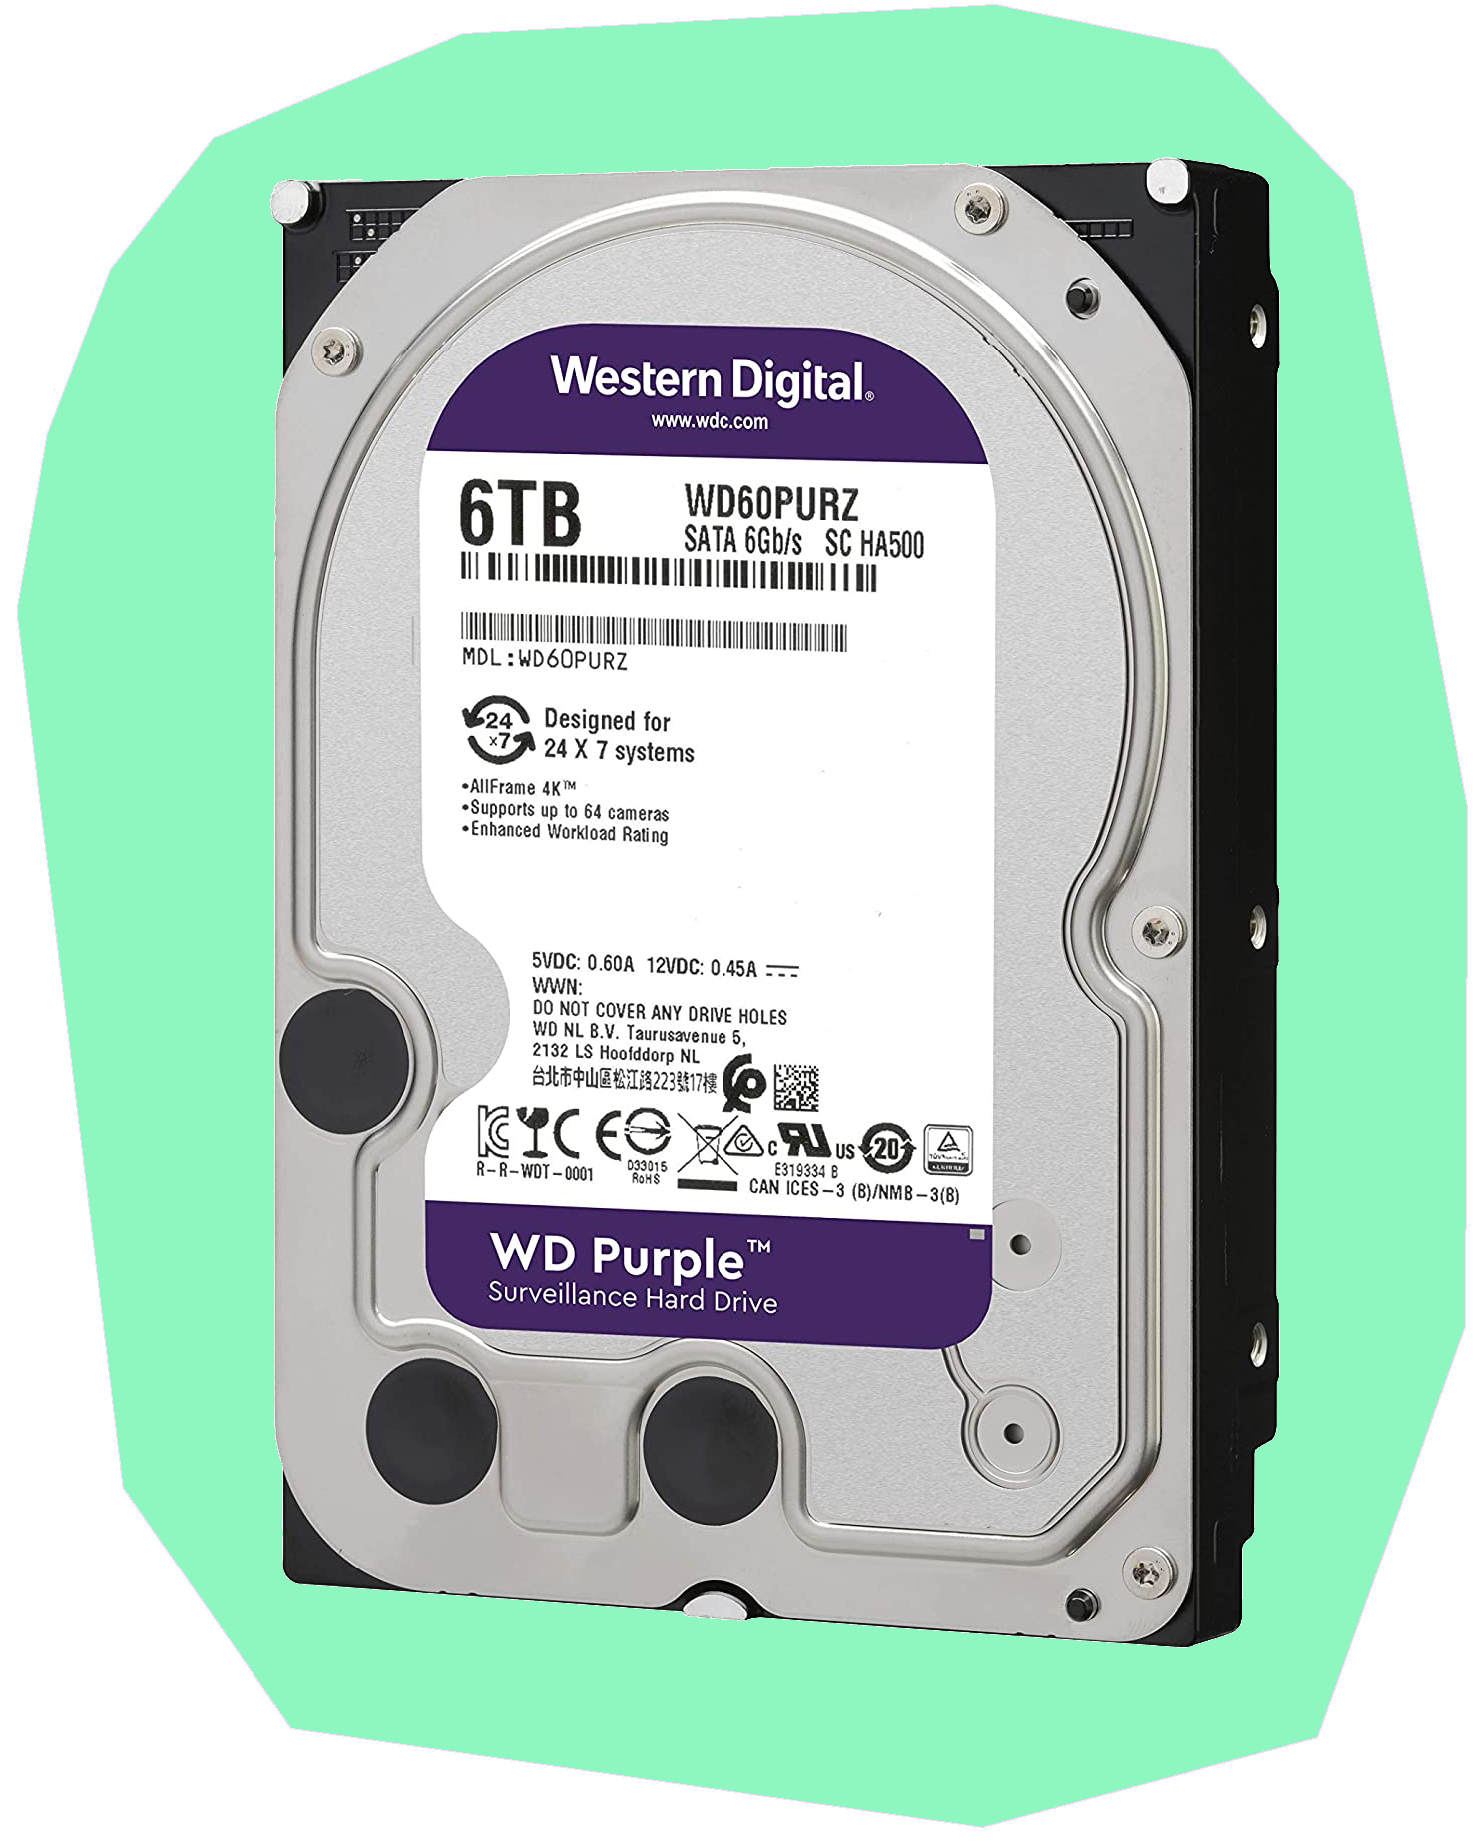 Western Digital®
www.wdc.com
6TB
WD60PURZ
SATA 6Gb/s SC HA500
MDL:WD60PURZ
24
x7
Designed for
24 X 7 systems
•AllFrame 4K™
•Supports up to 64 cameras
•Enhanced Workload Rating
5VDC: 0.60A 12VDC: 0.45A
WWN:
DO NOT COVER ANY DRIVE HOLES
WD NL B.V. Taurusavenue 5,
2132 LS Hoofddorp NL
台北市中山區松江路223號17樓
C US 20
R-R-WDT-0001
D33015
RoHS
E319334 B
CAN ICES-3 (B)/NMB-3(B)
WD Purple™
Surveillance Hard Drive